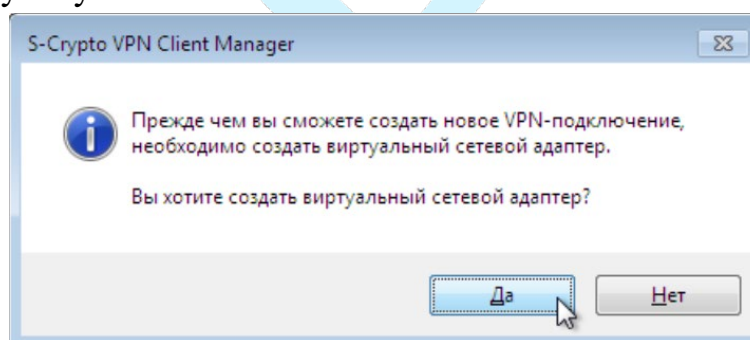 S-Crypto VPN Client Manager
Прежде чем вы сможете создать новое VPN-подключение,
необходимо создать виртуальный сетевой адаптер.
Вы хотите создать виртуальный сетевой адаптер?
Да
Нет